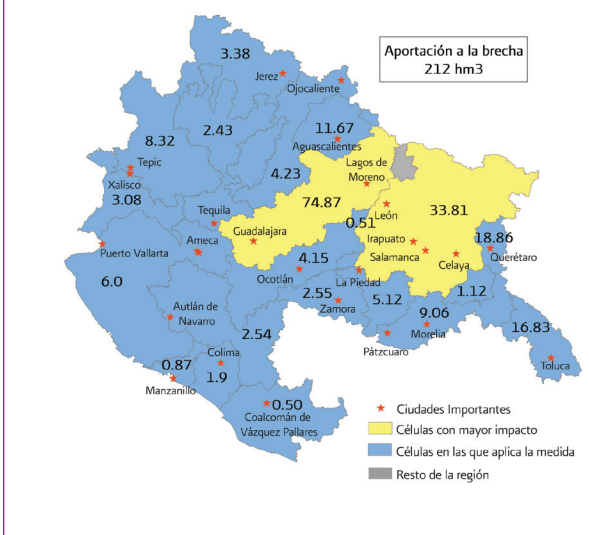 3.38
Aportación a la brecha
212 hm3
Jerez
Ojocaliente
8.32
2.43
11.67
Aguascalientes
Tepic
Xalisco
3.08
4.23
Lagos de
Moreno
74.87
León
33.81
Tequila
0.51
Guadalajara
Irapuato
Salamanca
Celaya
18.86
Querétaro
Puerto Vallarta
Ameca
4.15
Ocotlán
La Piedad
6.0
2.55
Zamora
5.12
1.12
9.06
Morelia
Autlán de
Navarro
2.54
16.83
Toluca
Pátzcuaro
Colima
0.87
1.9
Manzanillo
0.50
Coalcomán de
Vázquez Pallares
Ciudades Importantes
Células con mayor impacto
Células en las que aplica la medida
Resto de la región